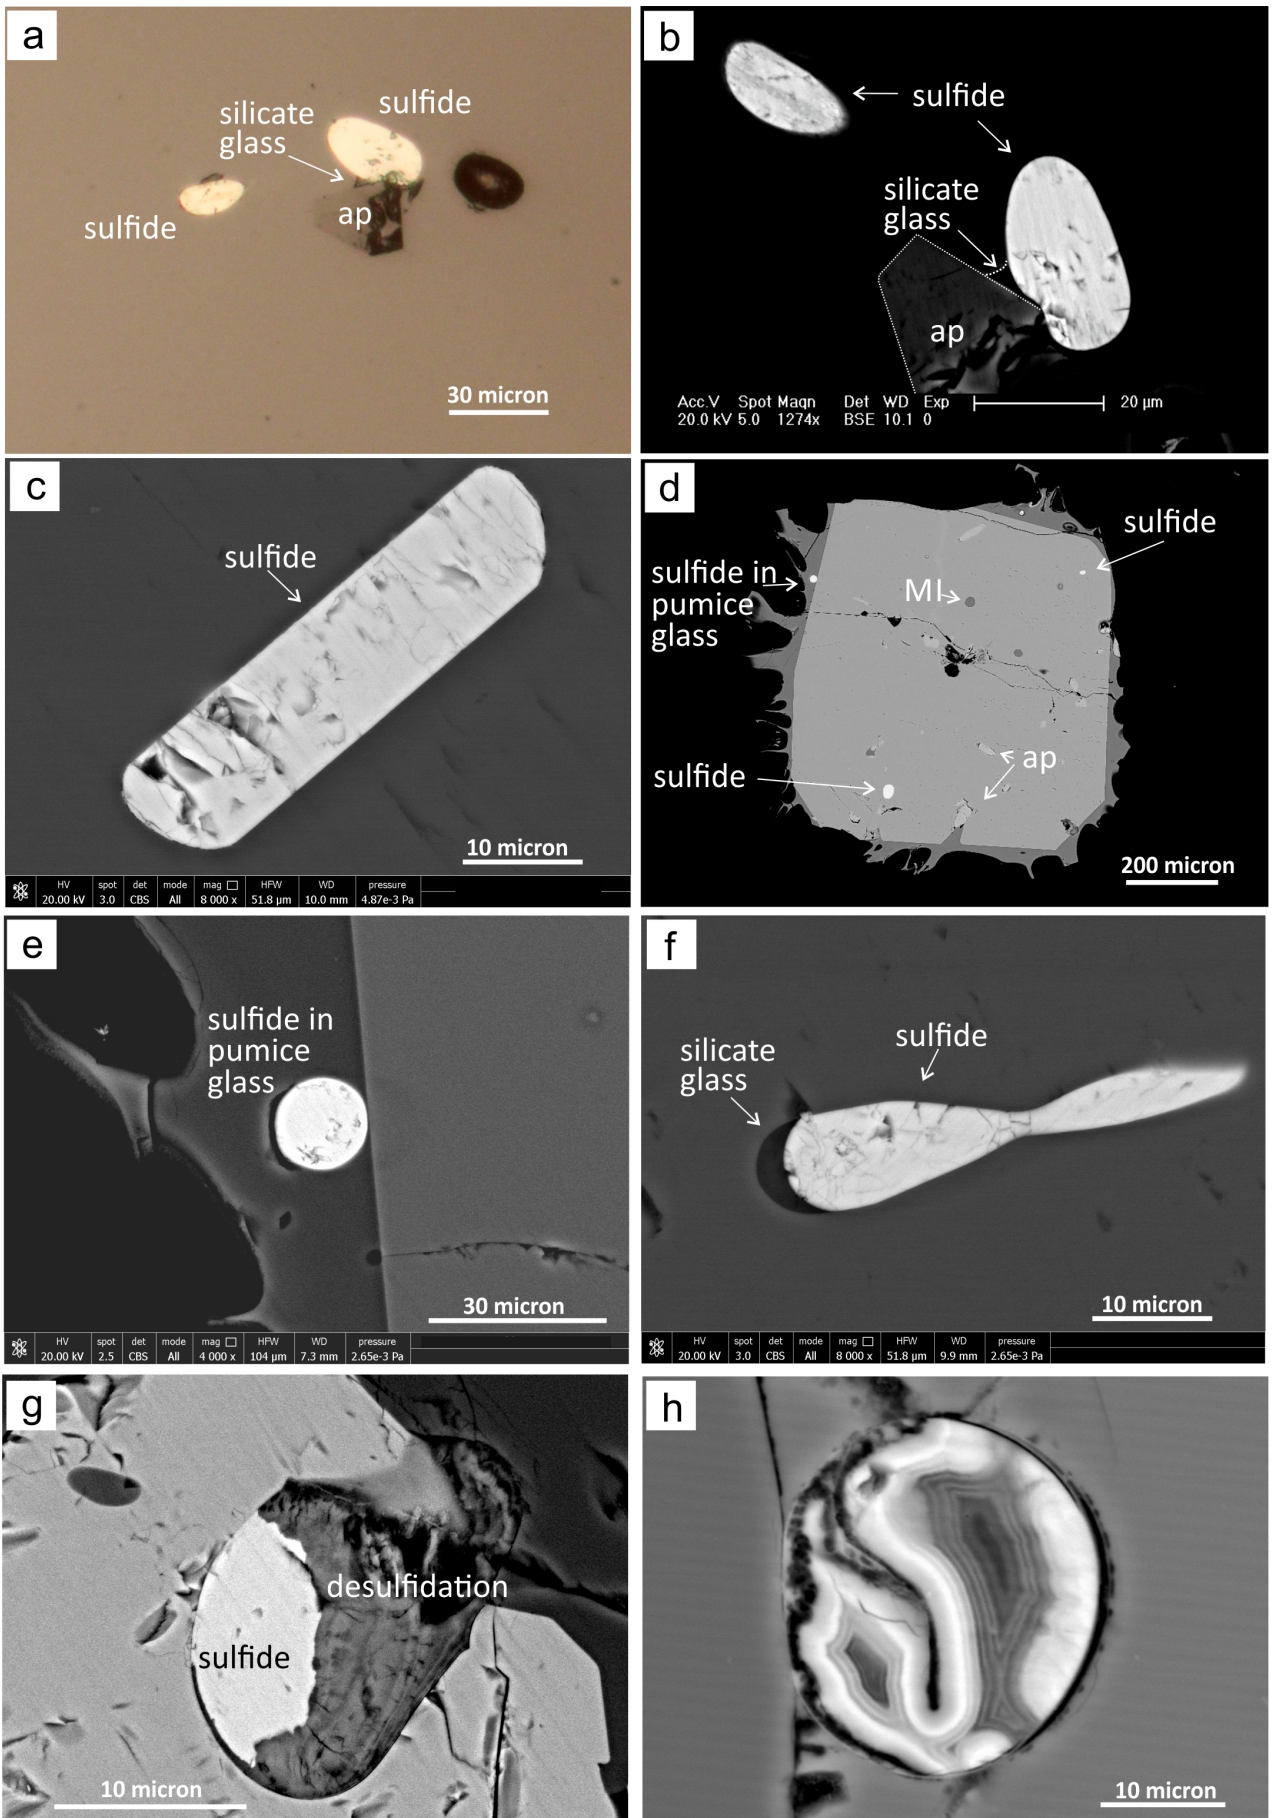 a
sulfide
silicate
glass
ap
sulfide
30 micron
b
sulfide
silicate
glass
ap
Acc.V Spot Magn Det WD Exp
20.0 kV 5.0 1274x BSE 10.1 0
20 µm
c
sulfide
10 micron
HV spot det mode mag HFW WD pressure
20.00 kV 3.0 CBS All 8 000 x 51.8 µm 10.0 mm 4.87e-3 Pa
d
sulfide
sulfide in
pumice
glass
MI
sulfide
ap
200 micron
e
sulfide in
pumice
glass
30 micron
HV spot det mode mag HFW WD pressure
20.00 kV 2.5 CBS All 4 000 x 104 µm 7.3 mm 2.65e-3 Pa
f
sulfide
silicate
glass
10 micron
HV spot det mode mag HFW WD pressure
20.00 kV 3.0 CBS All 8 000 x 51.8 µm 9.9 mm 2.65e-3 Pa
g
desulfidation
sulfide
10 micron
h
10 micron